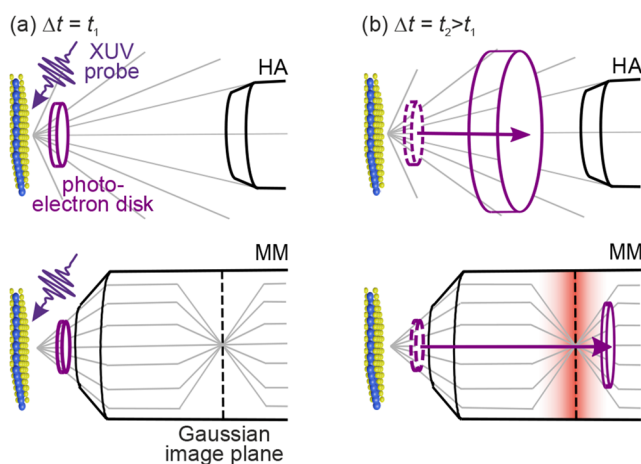 (a) Δt = t₁
XUV
probe
HA
photo-
electron disk
MM
Gaussian
image plane
(b) Δt = t₂>t₁
HA
MM